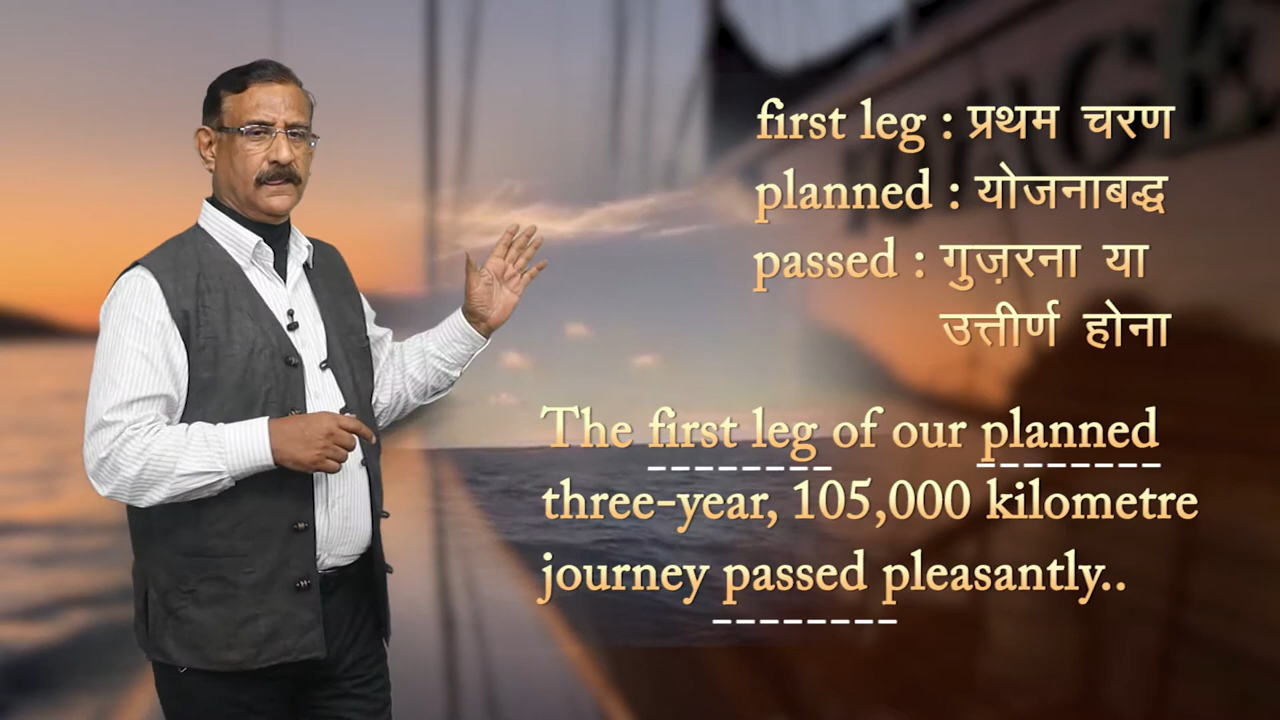 first leg : प्रथम चरण
planned : योजनाबद्ध
passed : गुज़रना या
उत्तीर्ण होना
The first leg of our planned
three-year, 105,000 kilometre
journey passed pleasantly..